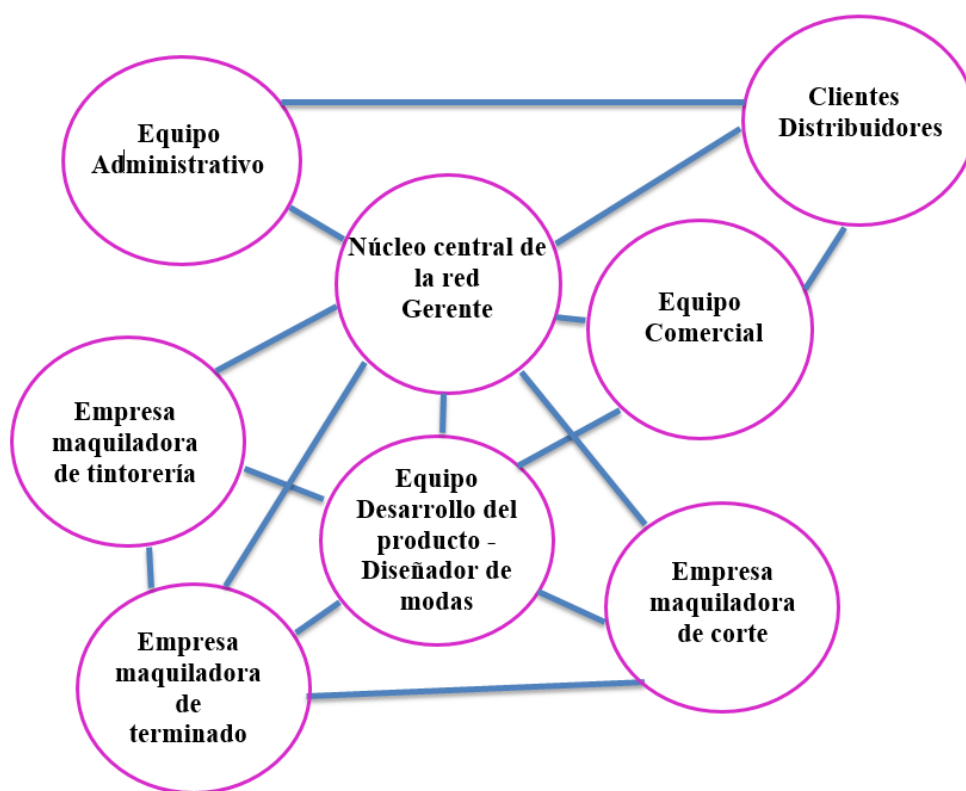 Equipo
Administrativo
Clientes
Distribuidores
Núcleo central de
la red
Gerente
Equipo
Comercial
Empresa
maquiladora
de tintorería
Equipo
Desarrollo del
producto -
Diseñador de
modas
Empresa
maquiladora
de corte
Empresa
maquiladora
de
terminado